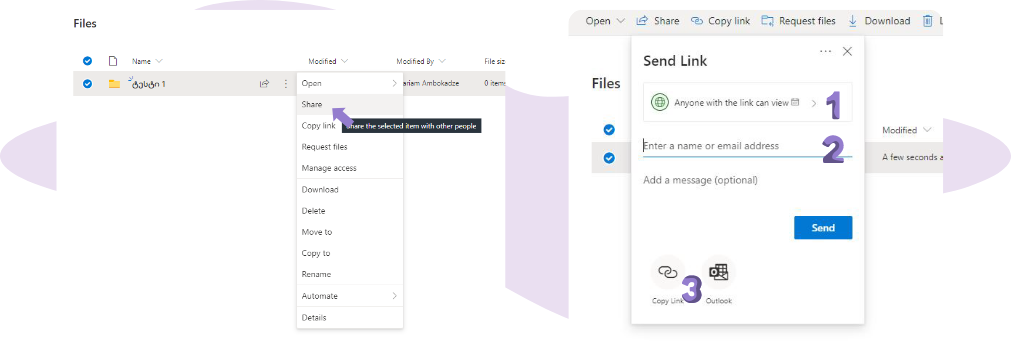 Files
Name
Modified
Modified By
File siz
ტესტი 1
ariam Ambokadze
0 items
Open
Share
Share the selected item with other people
Copy link
Request files
Manage access
Download
Delete
Move to
Copy to
Rename
Automate
Details
Open
Share
Copy link
Request files
Download
Files
Modified
A few seconds a
Send Link
Anyone with the link can view
1
Enter a name or email address
2
Add a message (optional)
Send
3
Copy Link
Outlook